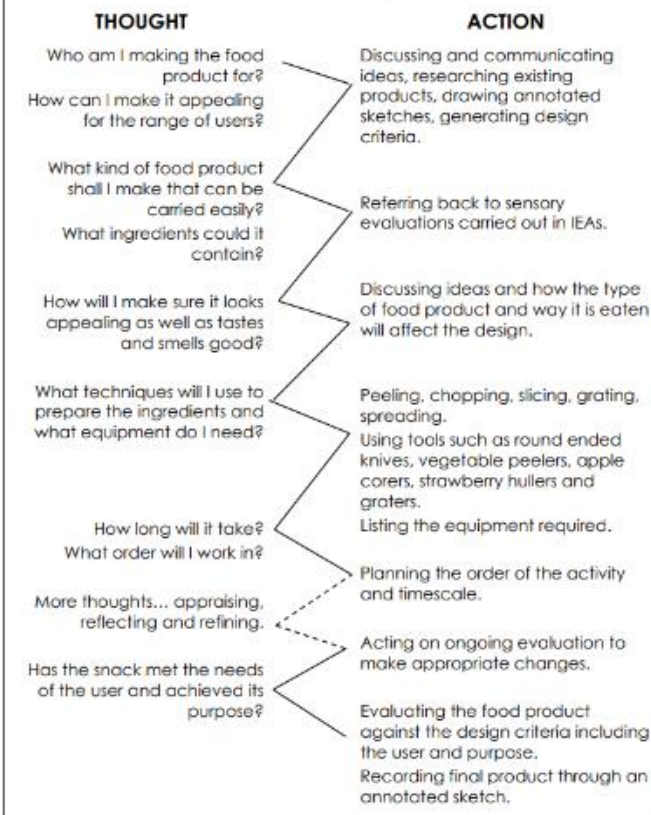 THOUGHT
Who am I making the food
product for?
How can I make it appealing
for the range of users?
What kind of food product
shall I make that can be
carried easily?
What ingredients could it
contain?
How will I make sure it looks
appealing as well as tastes
and smells good?
What techniques will I use to
prepare the ingredients and
what equipment do I need?
How long will it take?
What order will I work in?
More thoughts... appraising,
reflecting and refining.
Has the snack met the needs
of the user and achieved its
purpose?
ACTION
Discussing and communicating
ideas, researching existing
products, drawing annotated
sketches, generating design
criteria.
Referring back to sensory
evaluations carried out in IEAs.
Discussing ideas and how the type
of food product and way it is eaten
will affect the design.
Peeling, chopping, slicing, grating,
spreading.
Using tools such as round ended
knives, vegetable peelers, apple
corers, strawberry hullers and
graters.
Listing the equipment required.
Planning the order of the activity
and timescale.
Acting on ongoing evaluation to
make appropriate changes.
Evaluating the food product
against the design criteria including
the user and purpose.
Recording final product through an
annotated sketch.